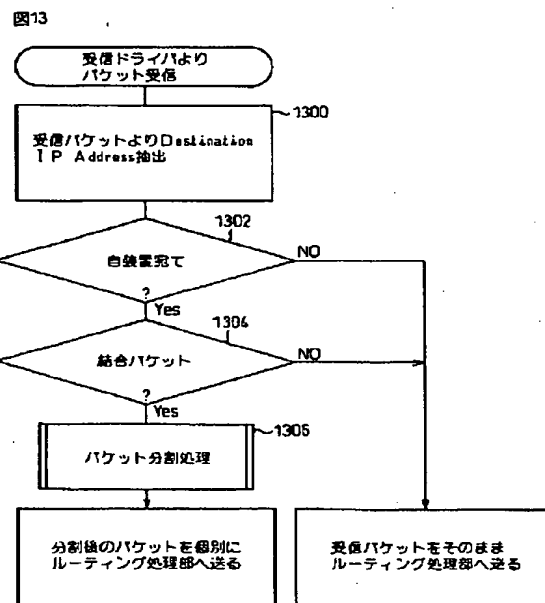 図13
受信ドライバより
パケット受信
1300
受信パケットよりDestination
IP Address抽出
1302
自装置宛て
?
NO
Yes
1304
結合パケット
?
NO
Yes
1306
パケット分割処理
分割後のパケットを個別に
ルーティング処理部へ送る
受信パケットをそのまま
ルーティング処理部へ送る